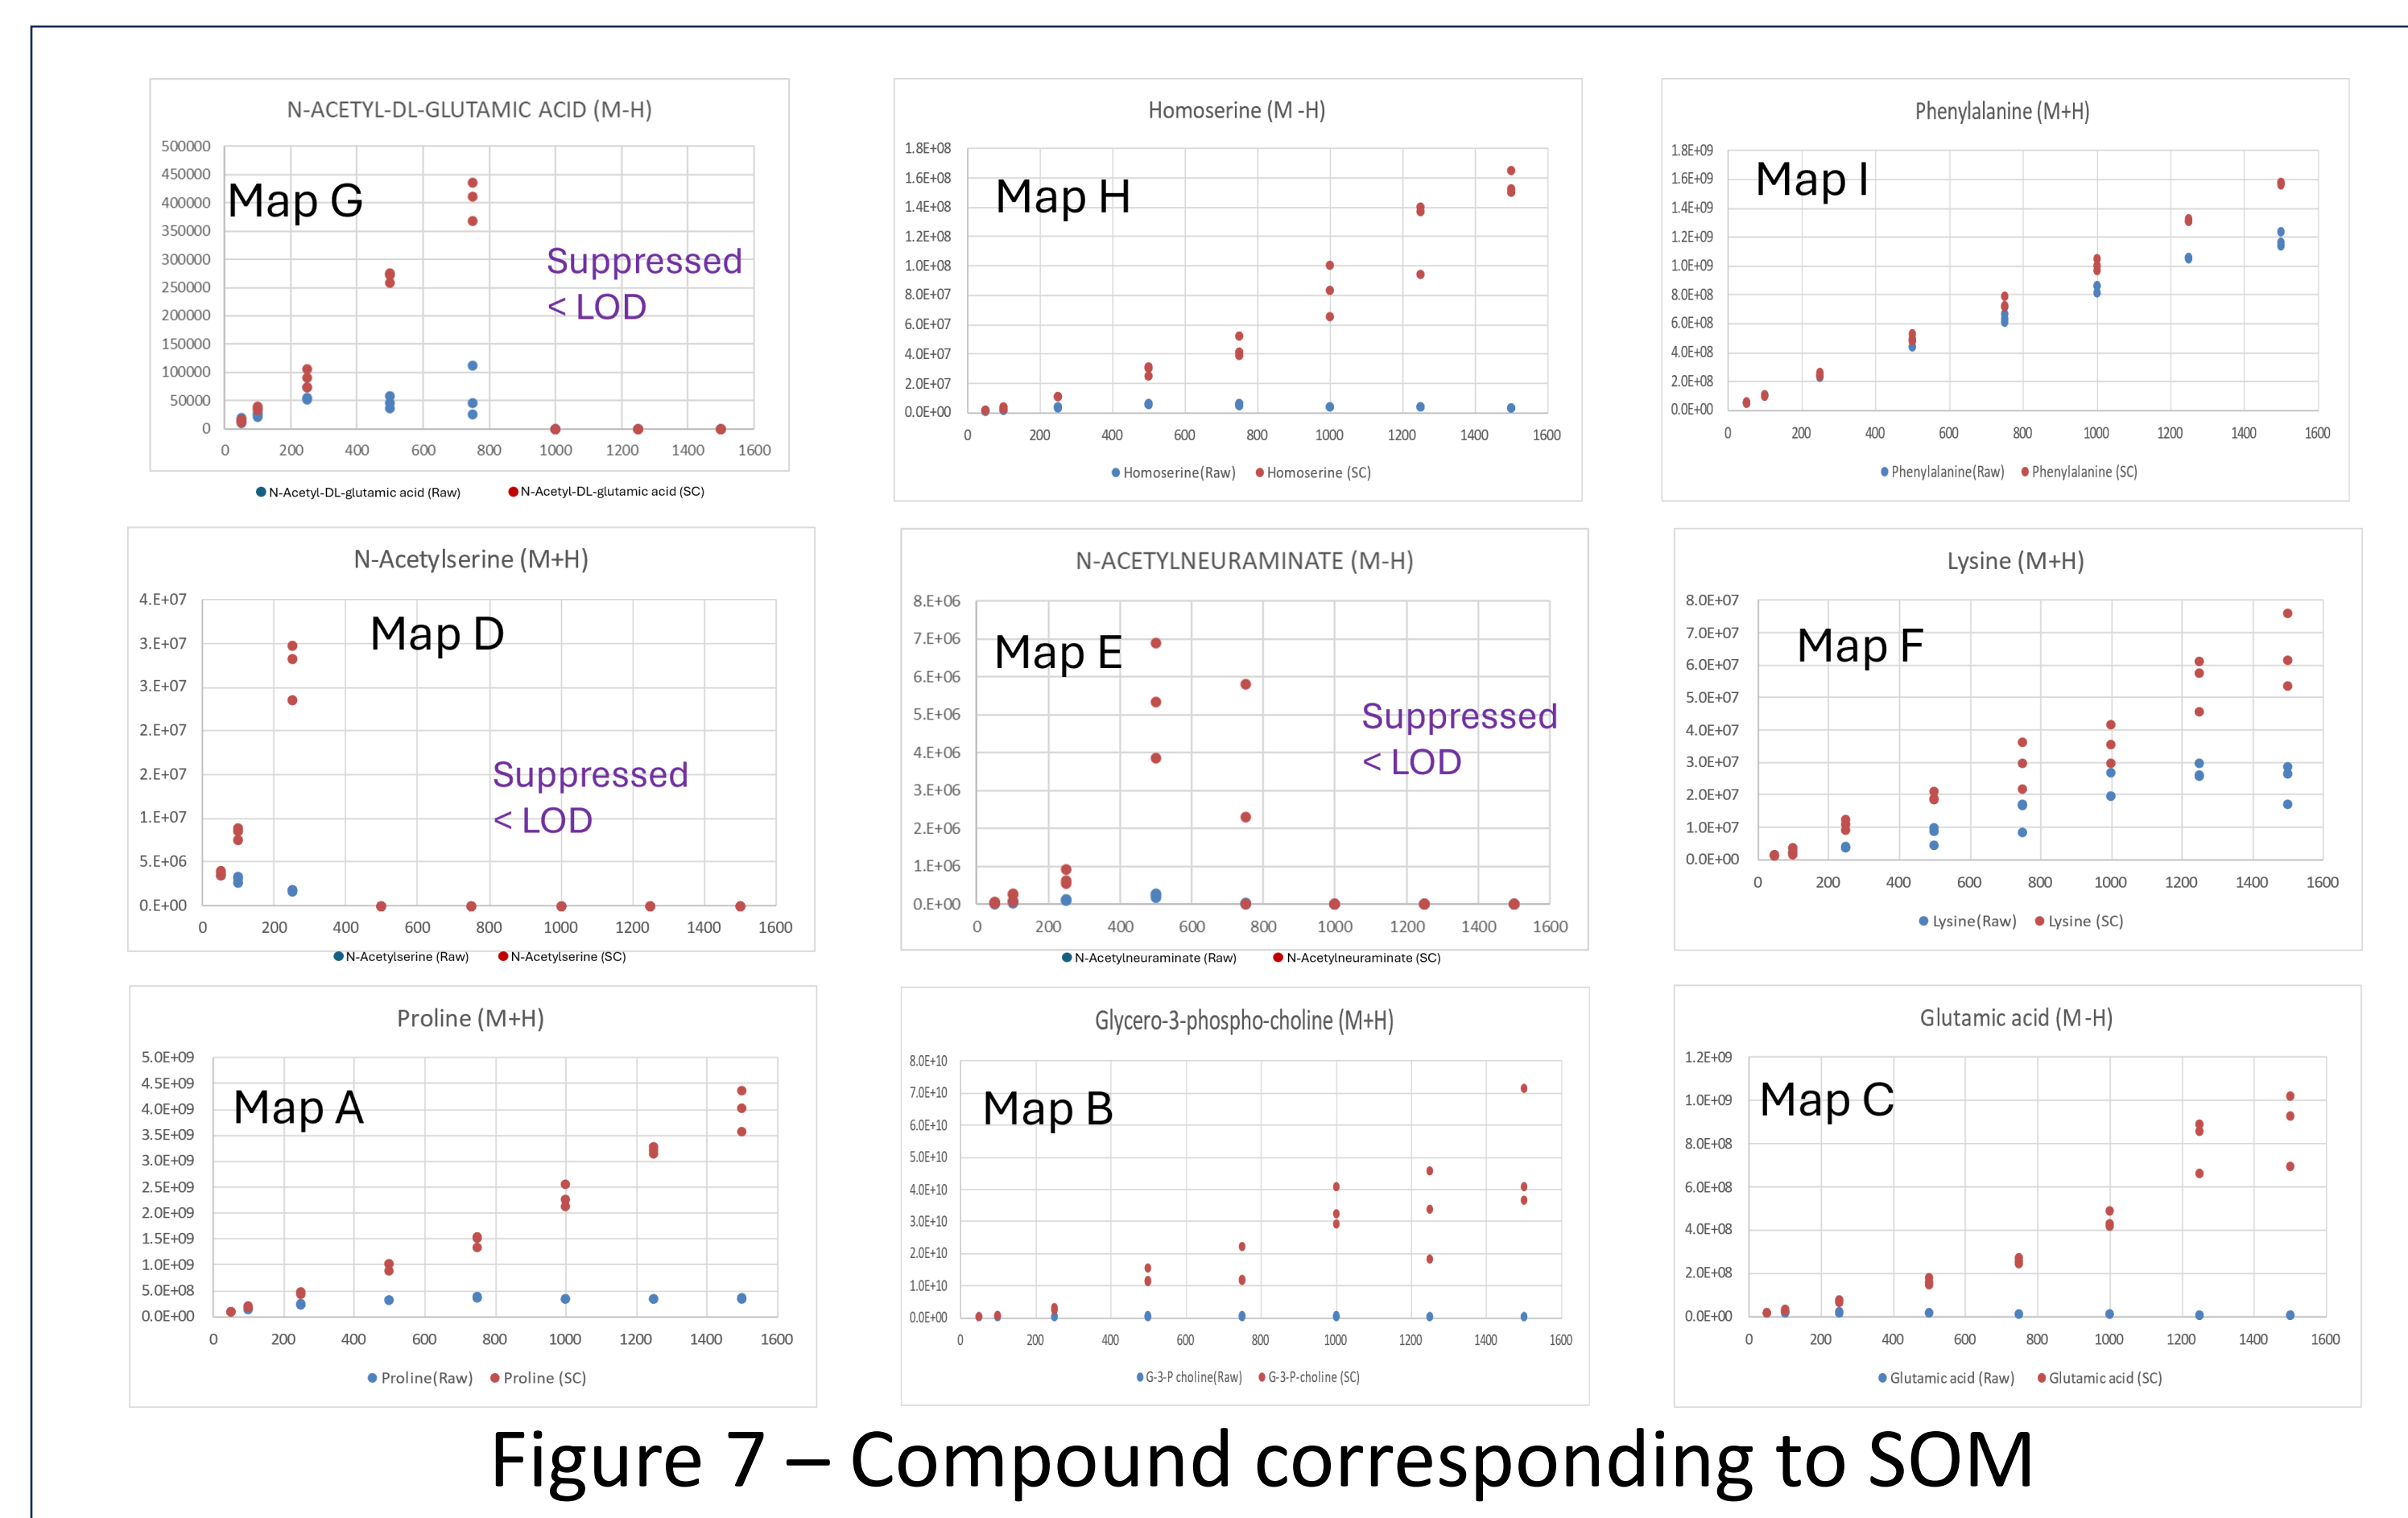 N-ACETYL-DL-GLUTAMIC ACID (M-H)
500000
450000
400000
350000
300000
250000
200000
150000
100000
50000
0
Map G
Suppressed
< LOD
0 200 400 600 800 1000 1200 1400 1600
N-Acetyl-DL-glutamic acid (Raw) N-Acetyl-DL-glutamic acid (SC)
Homoserine (M -H)
1.8E+08
1.6E+08
1.4E+08
1.2E+08
1.0E+08
8.0E+07
6.0E+07
4.0E+07
2.0E+07
0.0E+00
Map H
0 200 400 600 800 1000 1200 1400 1600
Homoserine(Raw) Homoserine (SC)
Phenylalanine (M+H)
1.8E+09
1.6E+09
1.4E+09
1.2E+09
1.0E+09
8.0E+08
6.0E+08
4.0E+08
2.0E+08
0.0E+00
Map I
0 200 400 600 800 1000 1200 1400 1600
Phenylalanine(Raw) Phenylalanine (SC)
N-Acetylserine (M+H)
4.E+07
3.E+07
3.E+07
2.E+07
2.E+07
1.E+07
5.E+06
0.E+00
Map D
Suppressed
< LOD
0 200 400 600 800 1000 1200 1400 1600
N-Acetylserine (Raw) N-Acetylserine (SC)
N-ACETYLNEURAMINATE (M-H)
8.E+06
7.E+06
6.E+06
5.E+06
4.E+06
3.E+06
2.E+06
1.E+06
0.E+00
Map E
Suppressed
< LOD
0 200 400 600 800 1000 1200 1400 1600
N-Acetylneuraminate (Raw) N-Acetylneuraminate (SC)
Lysine (M+H)
8.0E+07
7.0E+07
6.0E+07
5.0E+07
4.0E+07
3.0E+07
2.0E+07
1.0E+07
0.0E+00
Map F
0 200 400 600 800 1000 1200 1400 1600
Lysine(Raw) Lysine (SC)
Proline (M+H)
5.0E+09
4.5E+09
4.0E+09
3.5E+09
3.0E+09
2.5E+09
2.0E+09
1.5E+09
1.0E+09
5.0E+08
0.0E+00
Map A
0 200 400 600 800 1000 1200 1400 1600
Proline(Raw) Proline (SC)
Glycero-3-phospho-choline (M+H)
8.0E+10
7.0E+10
6.0E+10
5.0E+10
4.0E+10
3.0E+10
2.0E+10
1.0E+10
0.0E+00
Map B
0 200 400 600 800 1000 1200 1400 1600
G-3-P choline(Raw) G-3-P-choline (SC)
Glutamic acid (M -H)
1.2E+09
1.0E+09
8.0E+08
6.0E+08
4.0E+08
2.0E+08
0.0E+00
Map C
0 200 400 600 800 1000 1200 1400 1600
Glutamic acid (Raw) Glutamic acid (SC)
Figure 7 – Compound corresponding to SOM